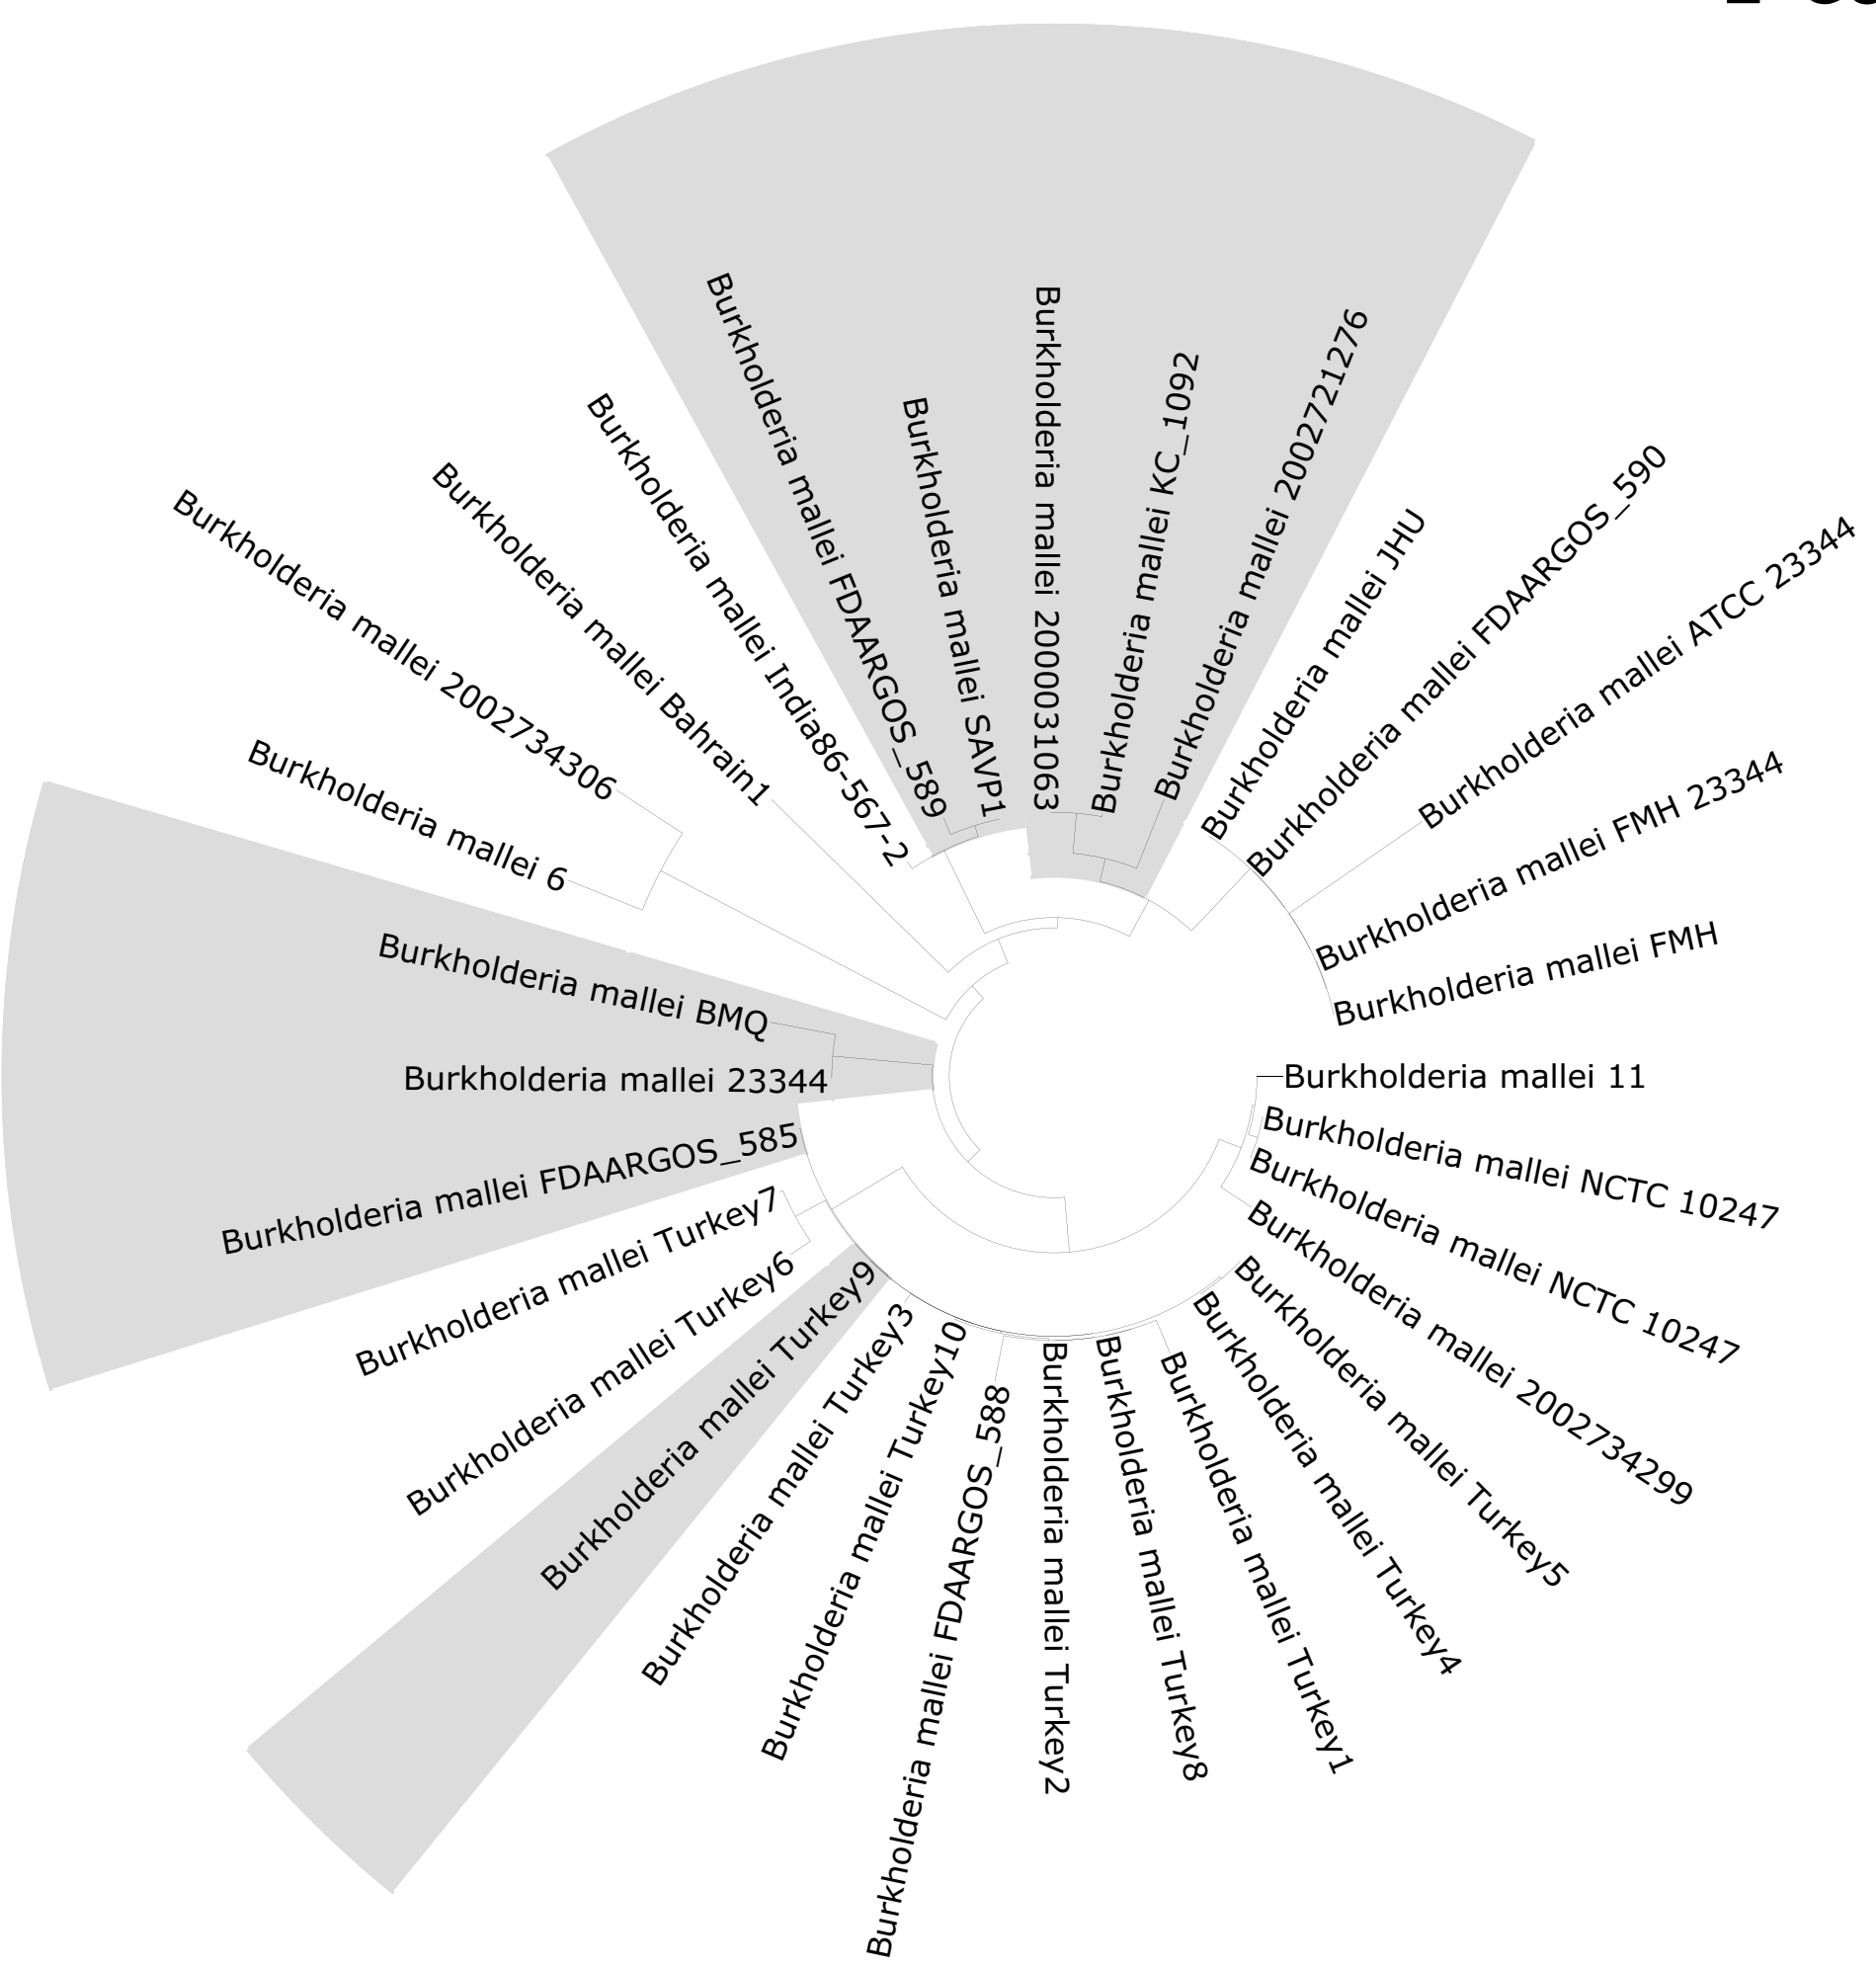 Burkholderia mallei FDAARGOS_589
Burkholderia mallei SAVP1
Burkholderia mallei 2000031063
Burkholderia mallei KC_1092
Burkholderia mallei 2002721276
Burkholderia mallei JHU
Burkholderia mallei FDAARGOS_590
Burkholderia mallei ATCC 23344
Burkholderia mallei FMH 23344
Burkholderia mallei FMH
Burkholderia mallei 11
Burkholderia mallei NCTC 10247
Burkholderia mallei NCTC 10247
Burkholderia mallei 2002734299
Burkholderia mallei Turkey5
Burkholderia mallei Turkey4
Burkholderia mallei Turkey1
Burkholderia mallei Turkey8
Burkholderia mallei Turkey2
Burkholderia mallei FDAARGOS_588
Burkholderia mallei Turkey10
Burkholderia mallei Turkey3
Burkholderia mallei Turkey9
Burkholderia mallei Turkey6
Burkholderia mallei Turkey7
Burkholderia mallei FDAARGOS_585
Burkholderia mallei 23344
Burkholderia mallei BMQ
Burkholderia mallei 6
Burkholderia mallei 2002734306
Burkholderia mallei Bahrain1
Burkholderia mallei India86-567-2